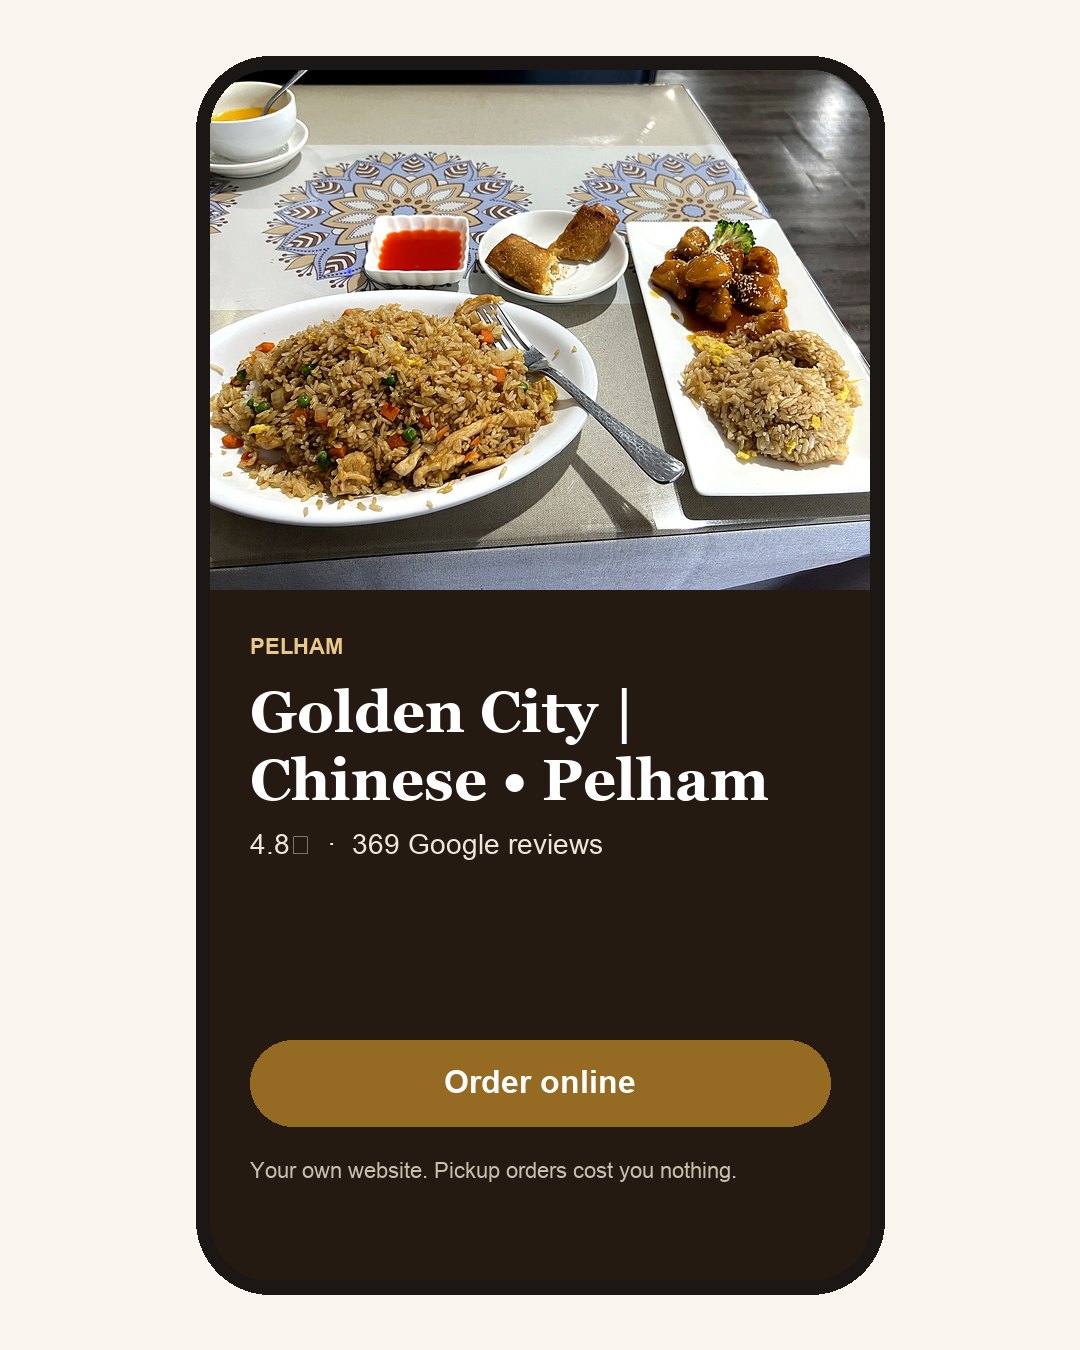 PELHAM
Golden City |
Chinese • Pelham
4.8□ · 369 Google reviews
Order online
Your own website. Pickup orders cost you nothing.